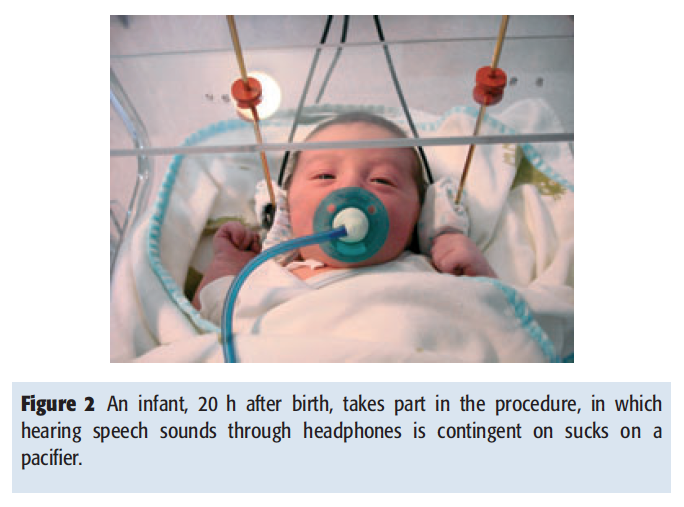 Figure 2 An infant, 20 h after birth, takes part in the procedure, in which
hearing speech sounds through headphones is contingent on sucks on a
pacifier.